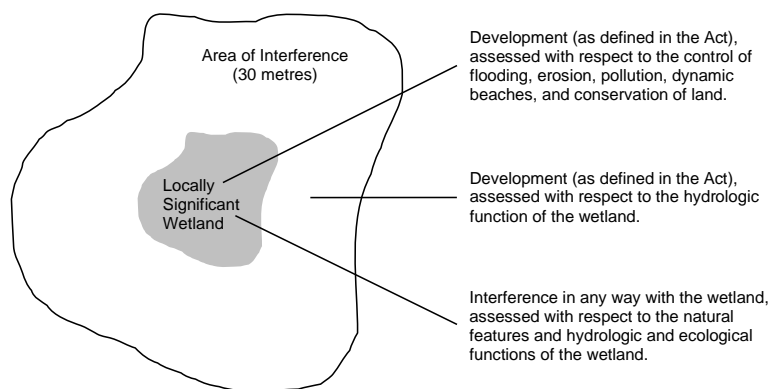 Area of Interference
(30 metres)
Locally
Significant
Wetland
Development (as defined in the Act),
assessed with respect to the control of
flooding, erosion, pollution, dynamic
beaches, and conservation of land.
Development (as defined in the Act),
assessed with respect to the hydrologic
function of the wetland.
Interference in any way with the wetland,
assessed with respect to the natural
features and hydrologic and ecological
functions of the wetland.